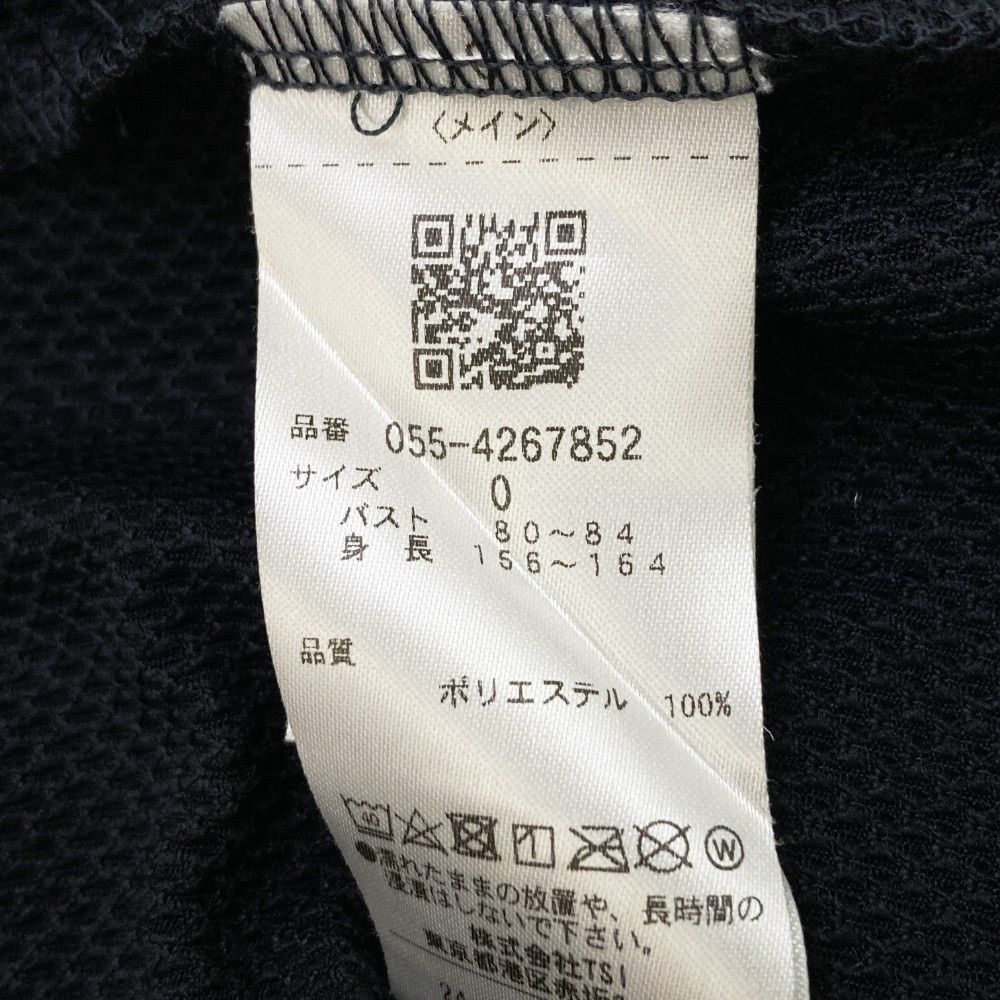 〈メイン〉
品番 055-4267852
サイズ 0
バスト 80～84
身長 156～164
品質
ポリエステル 100%
40
W
●濡れたままの放置や、長時間の
浸漬はしないで下さい。
株式会社TSI
東京都港区赤坂